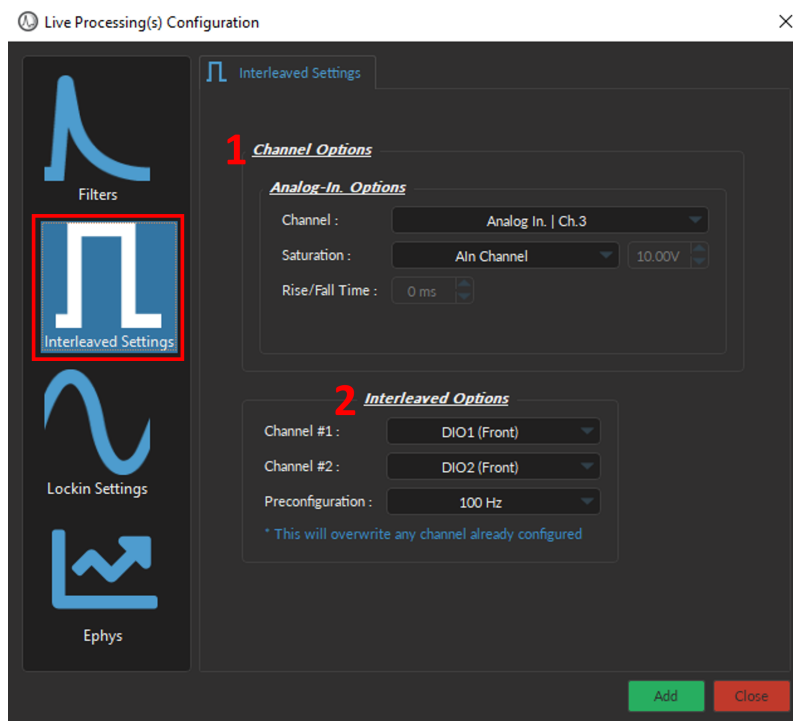 Live Processing(s) Configuration
Filters
Interleaved Settings
Lockin Settings
Ephys
Interleaved Settings
1 Channel Options
Analog-In. Options
Channel : Analog In. | Ch.3
Saturation : AIn Channel 10.00V
Rise/Fall Time : 0 ms
2 Interleaved Options
Channel #1 : DIO1 (Front)
Channel #2 : DIO2 (Front)
Preconfiguration : 100 Hz
* This will overwrite any channel already configured
Add Close